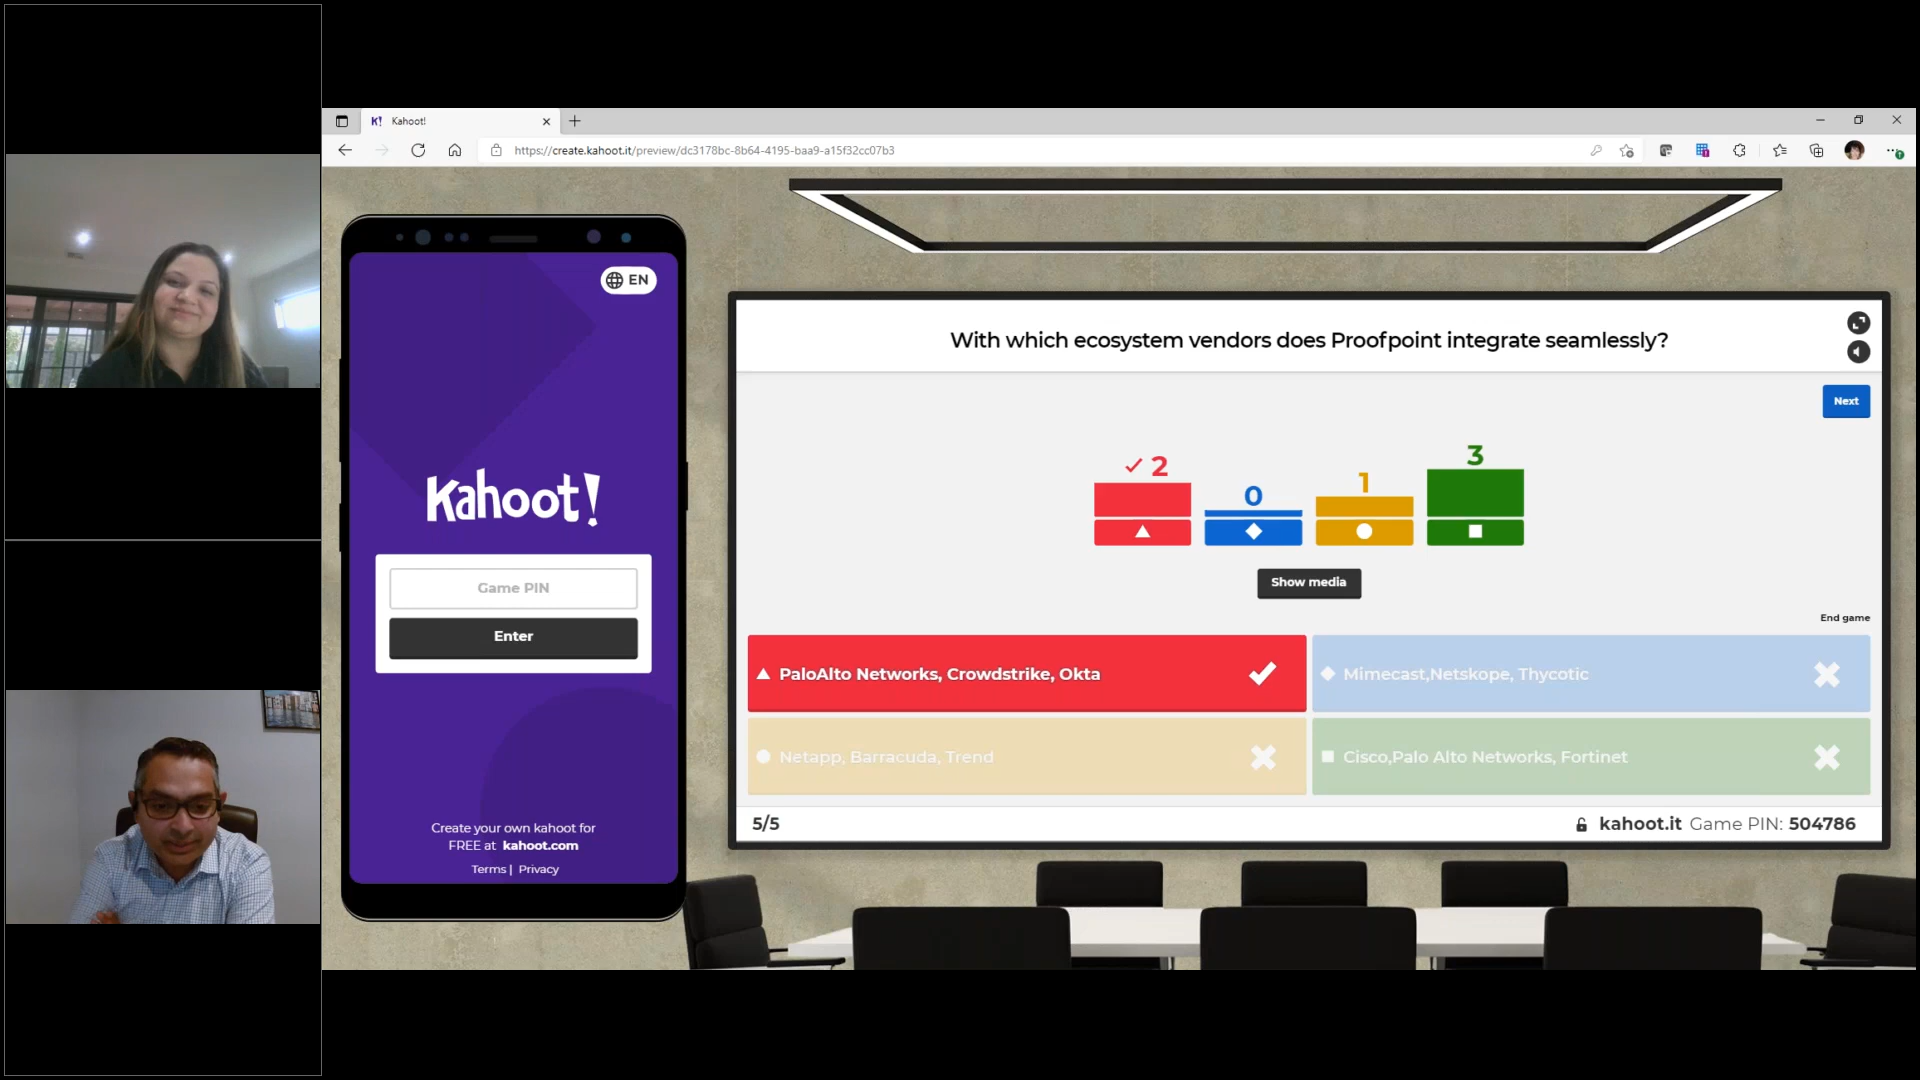 Kahoot!
https://create.kahoot.it/preview/dc3178bc-8b64-4195-baa9-a15f32cc07b3
EN
Kahoot!
Game PIN
Enter
Create your own kahoot for
FREE at kahoot.com
Terms | Privacy
With which ecosystem vendors does Proofpoint integrate seamlessly?
Next
2
0
1
3
Show media
End game
PaloAlto Networks, Crowdstrike, Okta
Mimecast,Netskope, Thycotic
Netapp, Barracuda, Trend
Cisco,Palo Alto Networks, Fortinet
5/5
kahoot.it Game PIN: 504786